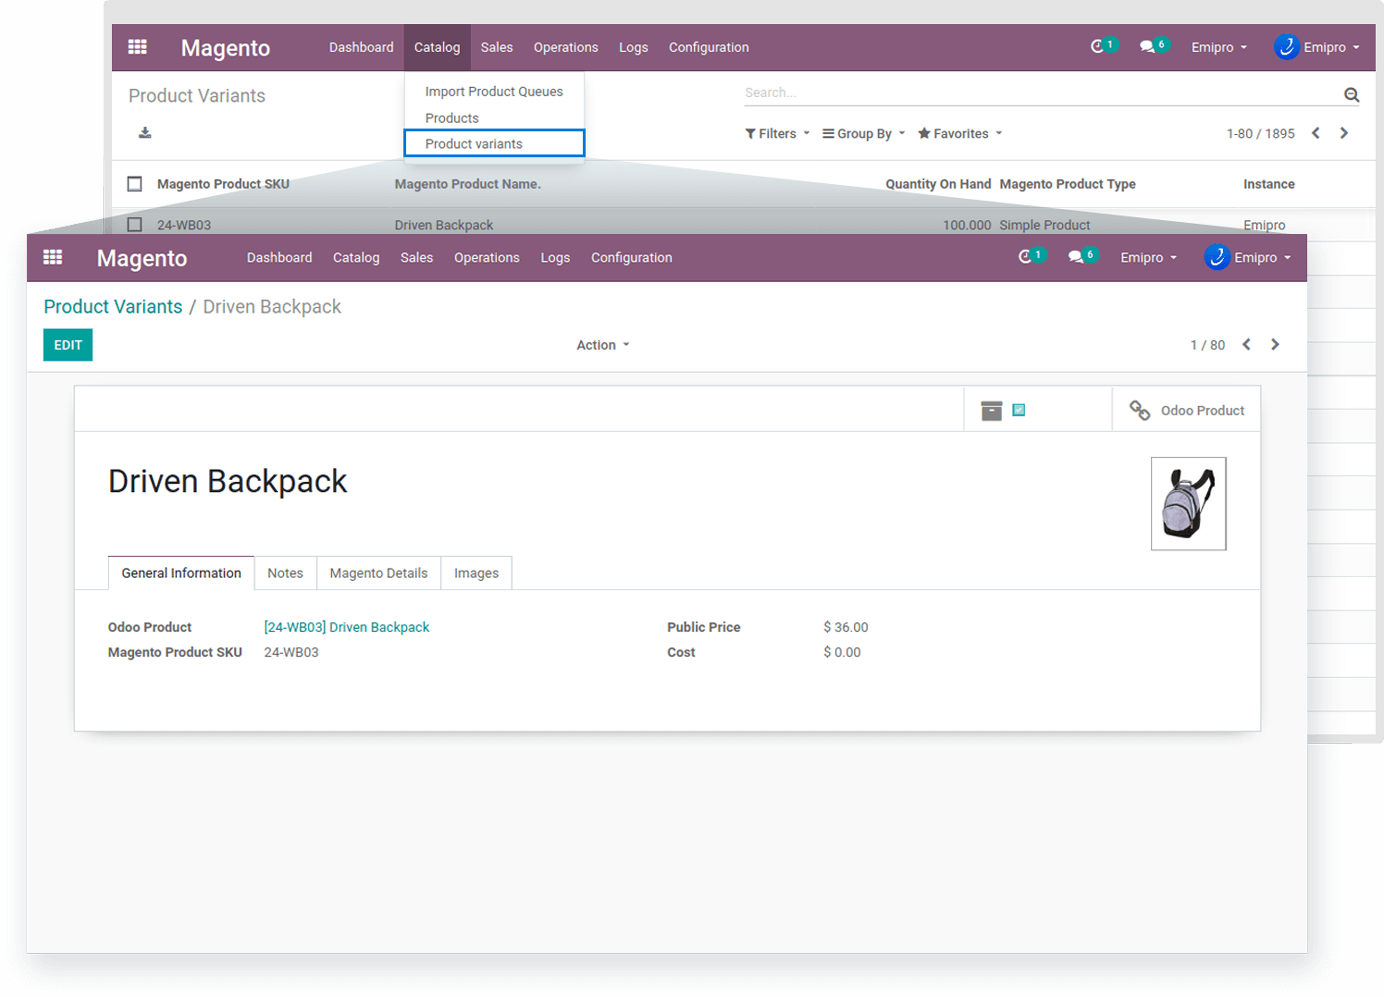 Magento Dashboard Catalog Sales Operations Logs Configuration 1 6 Emipro Emipro
Product Variants
Import Product Queues
Products
Product variants
Search...
Filters Group By Favorites 1-80 / 1895
Magento Product SKU Magento Product Name. Quantity On Hand Magento Product Type Instance
24-WB03 Driven Backpack 100.000 Simple Product Emipro
Magento Dashboard Catalog Sales Operations Logs Configuration 1 6 Emipro Emipro
Product Variants / Driven Backpack
EDIT Action 1 / 80
Odoo Product
Driven Backpack
General Information Notes Magento Details Images
Odoo Product [24-WB03] Driven Backpack Public Price $ 36.00
Magento Product SKU 24-WB03 Cost $ 0.00